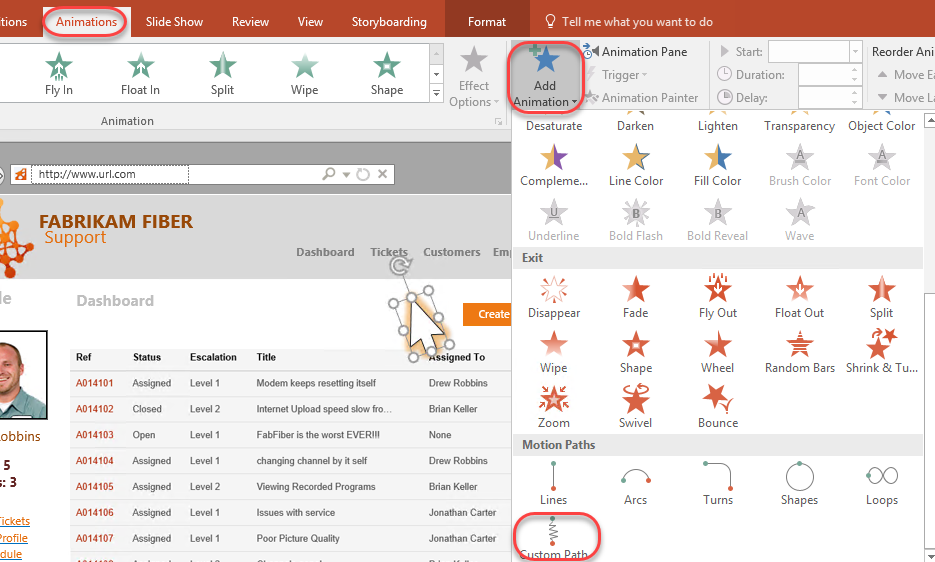 itions Animations Slide Show Review View Storyboarding Format Tell me what you want to do
Fly In Float In Split Wipe Shape
Effect
Options
Add
Animation
Animation Pane
Trigger
Animation Painter
Start:
Duration:
Delay:
Reorder Ani
Move Ea
Move La
Animation
Desaturate Darken Lighten Transparency Object Color
Compleme... Line Color Fill Color Brush Color Font Color
Underline Bold Flash Bold Reveal Wave
Exit
Disappear Fade Fly Out Float Out Split
Wipe Shape Wheel Random Bars Shrink & Tu...
Zoom Swivel Bounce
Motion Paths
Lines Arcs Turns Shapes Loops
Custom Path
http://www.url.com
FABRIKAM FIBER
Support
Dashboard Tickets Customers Emp
le
Dashboard
Create
Ref Status Escalation Title Assigned To
A014101 Assigned Level 1 Modem keeps resetting itself Drew Robbins
A014102 Closed Level 2 Internet Upload speed slow fro... Brian Keller
A014103 Open Level 1 FabFiber is the worst EVER!!! None
A014104 Assigned Level 1 changing channel by it self Drew Robbins
A014105 Assigned Level 2 Viewing Recorded Programs Brian Keller
A014106 Assigned Level 1 Issues with service Jonathan Carter
A014107 Assigned Level 1 Poor Picture Quality Jonathan Carter
obbins
5
s: 3
Tickets
Profile
edule